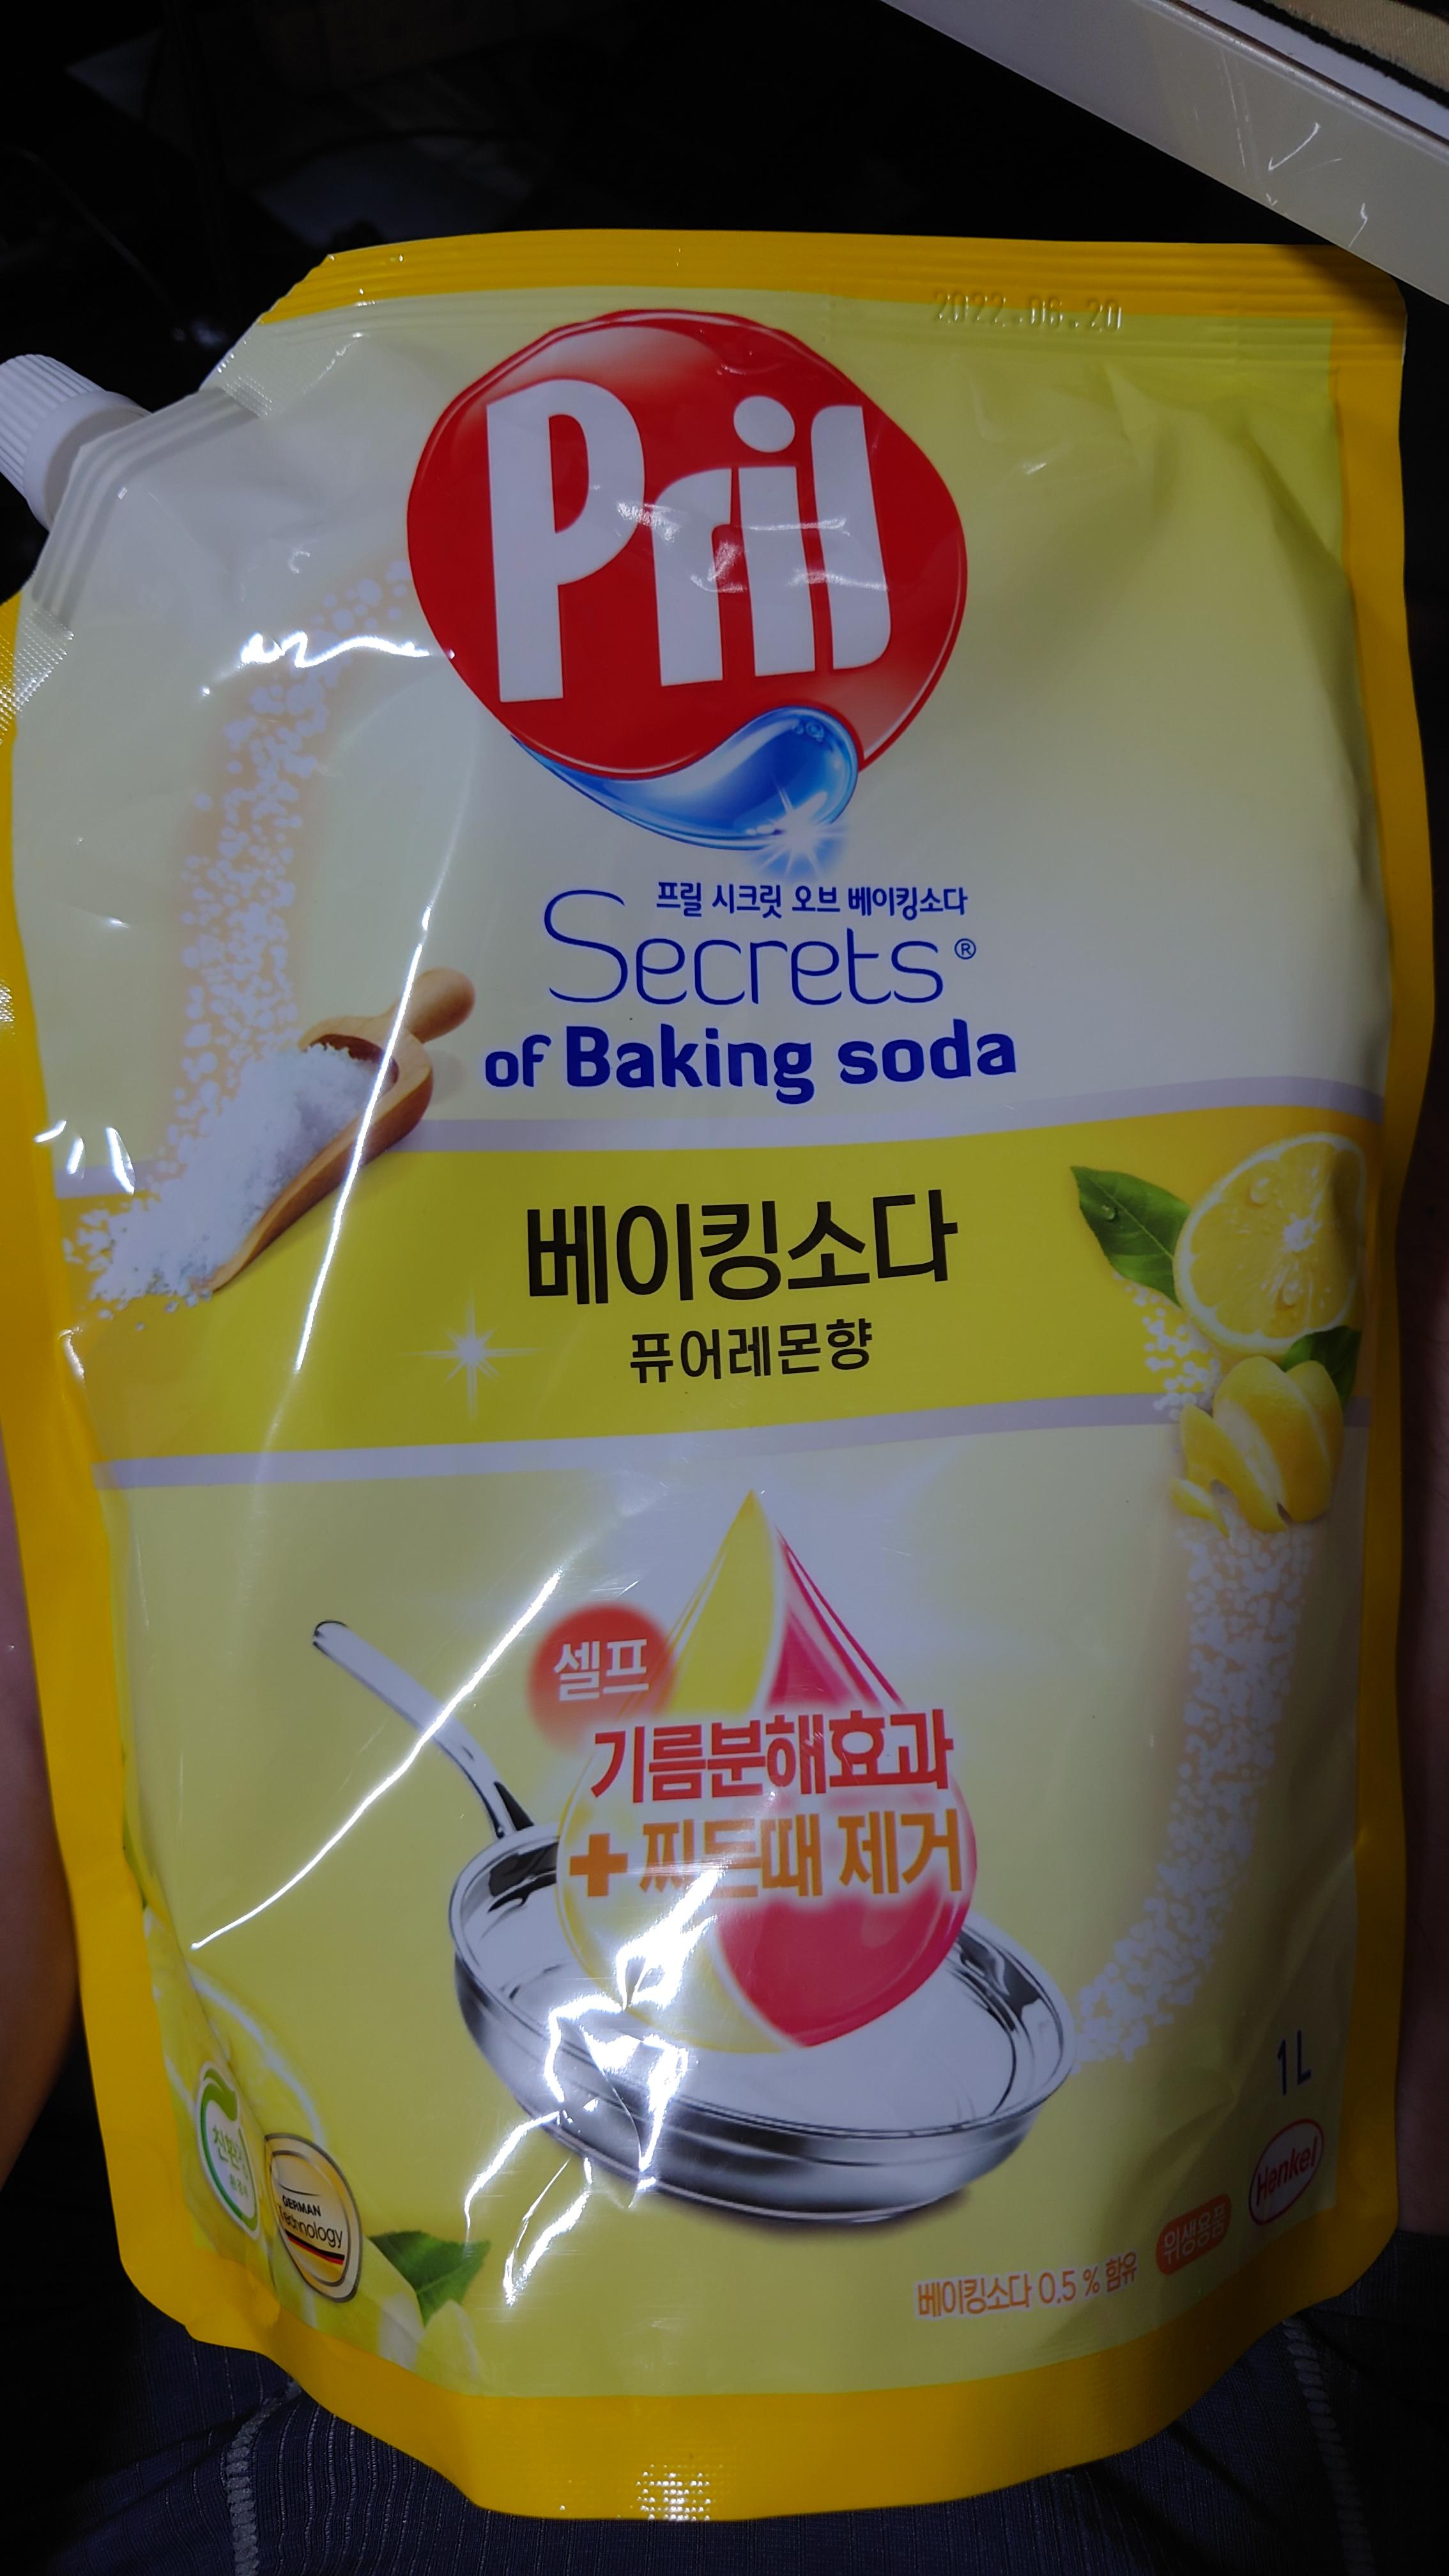 2022.06.20
Pril
프릴 시크릿 오브 베이킹소다
Secrets®
of Baking soda
베이킹소다
퓨어레몬향
셀프
기름분해효과
+ 찌든때 제거
1L
Henkel
GERMAN
Technology
위생용품
베이킹소다 0.5 % 함유